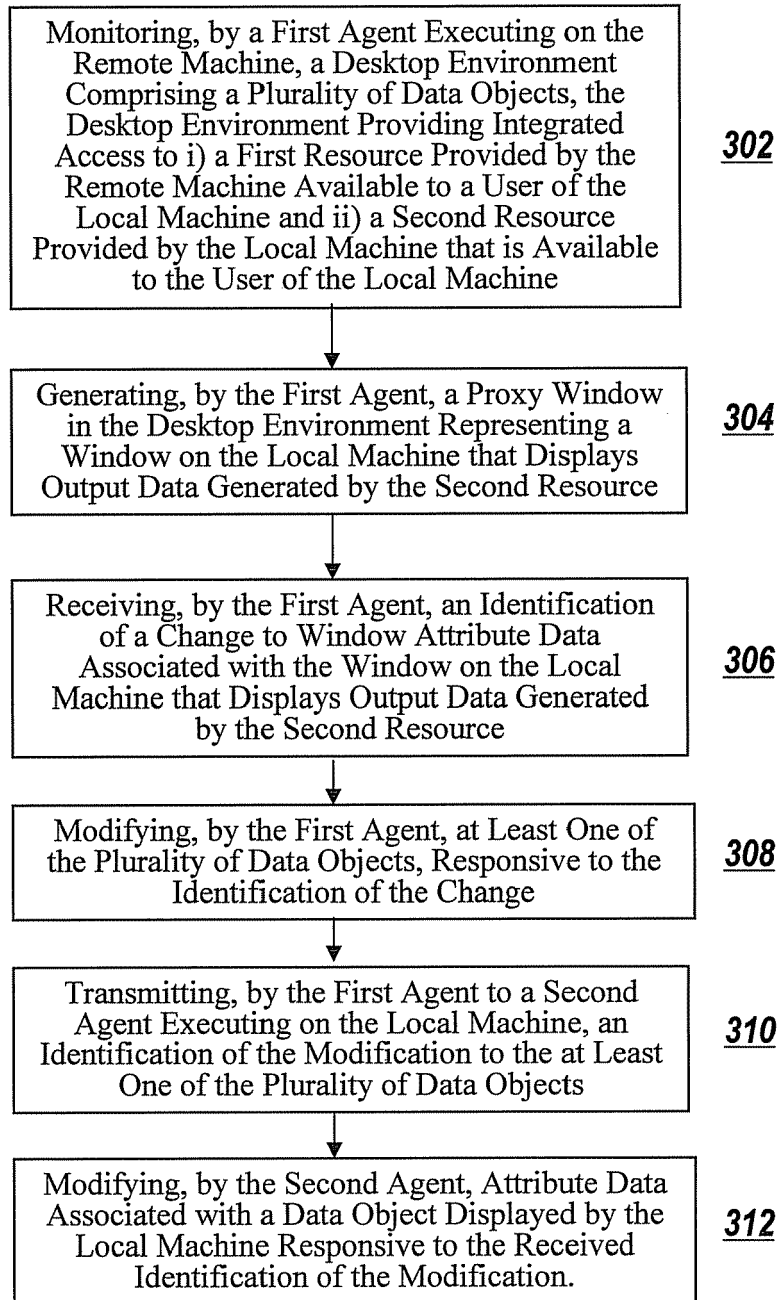 Monitoring, by a First Agent Executing on the
Remote Machine, a Desktop Environment
Comprising a Plurality of Data Objects, the
Desktop Environment Providing Integrated
Access to i) a First Resource Provided by the
Remote Machine Available to a User of the
Local Machine and ii) a Second Resource
Provided by the Local Machine that is Available
to the User of the Local Machine
302
Generating, by the First Agent, a Proxy Window
in the Desktop Environment Representing a
Window on the Local Machine that Displays
Output Data Generated by the Second Resource
304
Receiving, by the First Agent, an Identification
of a Change to Window Attribute Data
Associated with the Window on the Local
Machine that Displays Output Data Generated
by the Second Resource
306
Modifying, by the First Agent, at Least One of
the Plurality of Data Objects, Responsive to the
Identification of the Change
308
Transmitting, by the First Agent to a Second
Agent Executing on the Local Machine, an
Identification of the Modification to the at Least
One of the Plurality of Data Objects
310
Modifying, by the Second Agent, Attribute Data
Associated with a Data Object Displayed by the
Local Machine Responsive to the Received
Identification of the Modification.
312